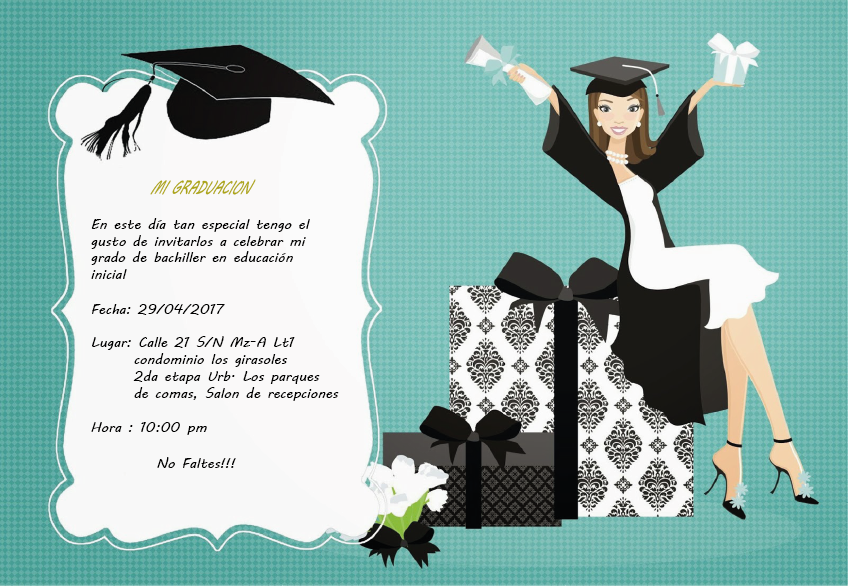 MI GRADUACION
En este día tan especial tengo el
gusto de invitarlos a celebrar mi
grado de bachiller en educación
inicial
Fecha: 29/04/2017
Lugar: Calle 21 S/N Mz-A Lt1
condominio los girasoles
2da etapa Urb. Los parques
de comas, Salon de recepciones
Hora : 10:00 pm
No Faltes!!!